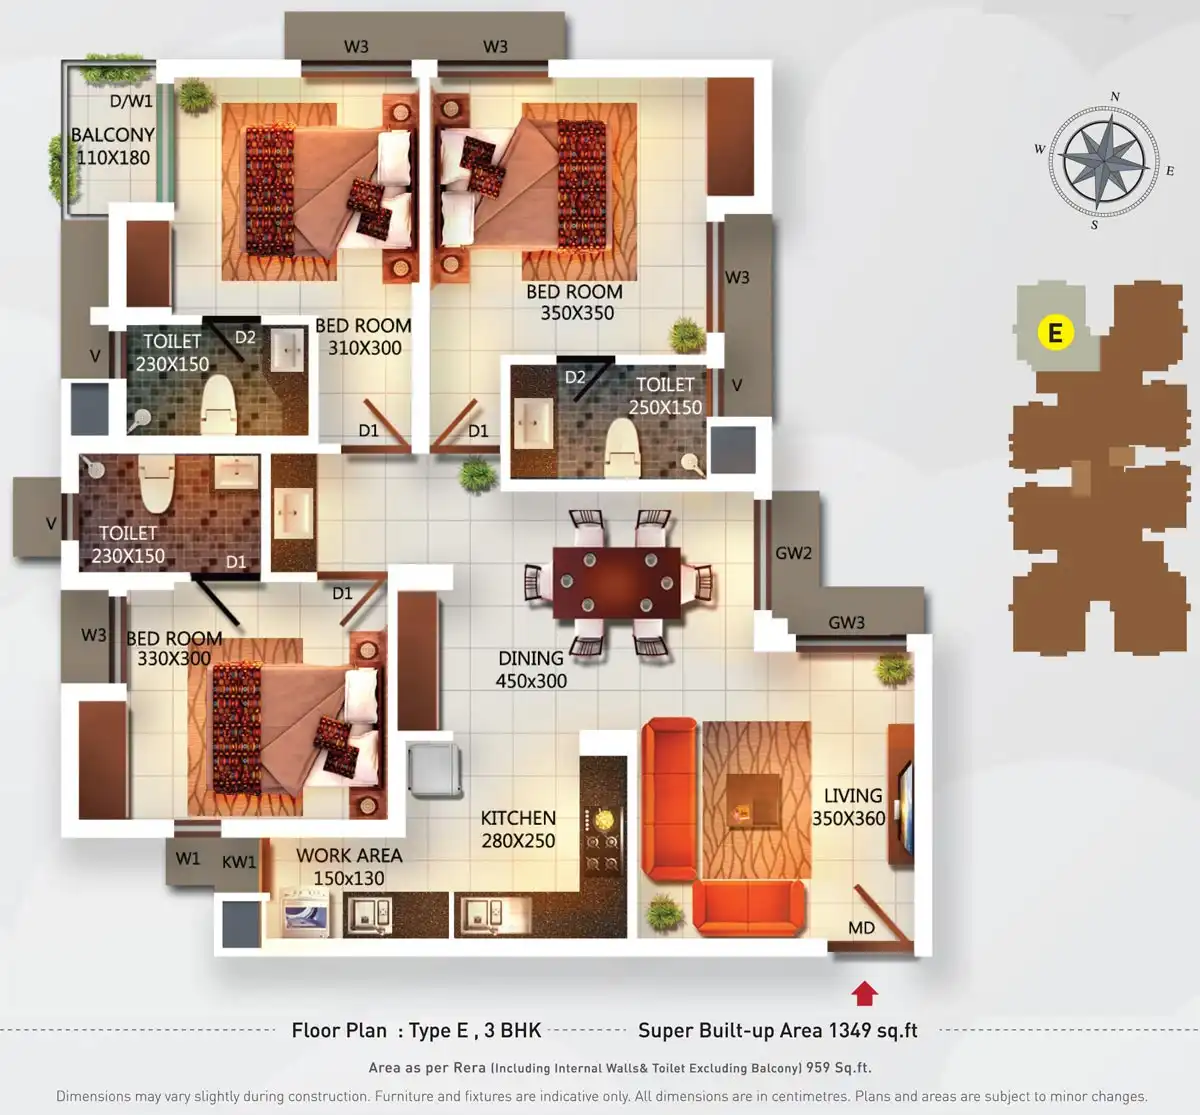 W3
W3
D/W1
BALCONY
110X180
N
W
E
S
BED ROOM
350X350
W3
BED ROOM
310X300
TOILET
230X150
D2
V
D2
TOILET
250X150
V
D1
D1
E
V
TOILET
230X150
D1
GW2
D1
GW3
W3
BED ROOM
330X300
DINING
450x300
LIVING
350X360
KITCHEN
280X250
W1
KW1
WORK AREA
150x130
MD
Floor Plan : Type E , 3 BHK
Super Built-up Area 1349 sq.ft
Area as per Rera (Including Internal Walls& Toilet Excluding Balcony) 959 Sq.ft.
Dimensions may vary slightly during construction. Furniture and fixtures are indicative only. All dimensions are in centimetres. Plans and areas are subject to minor changes.